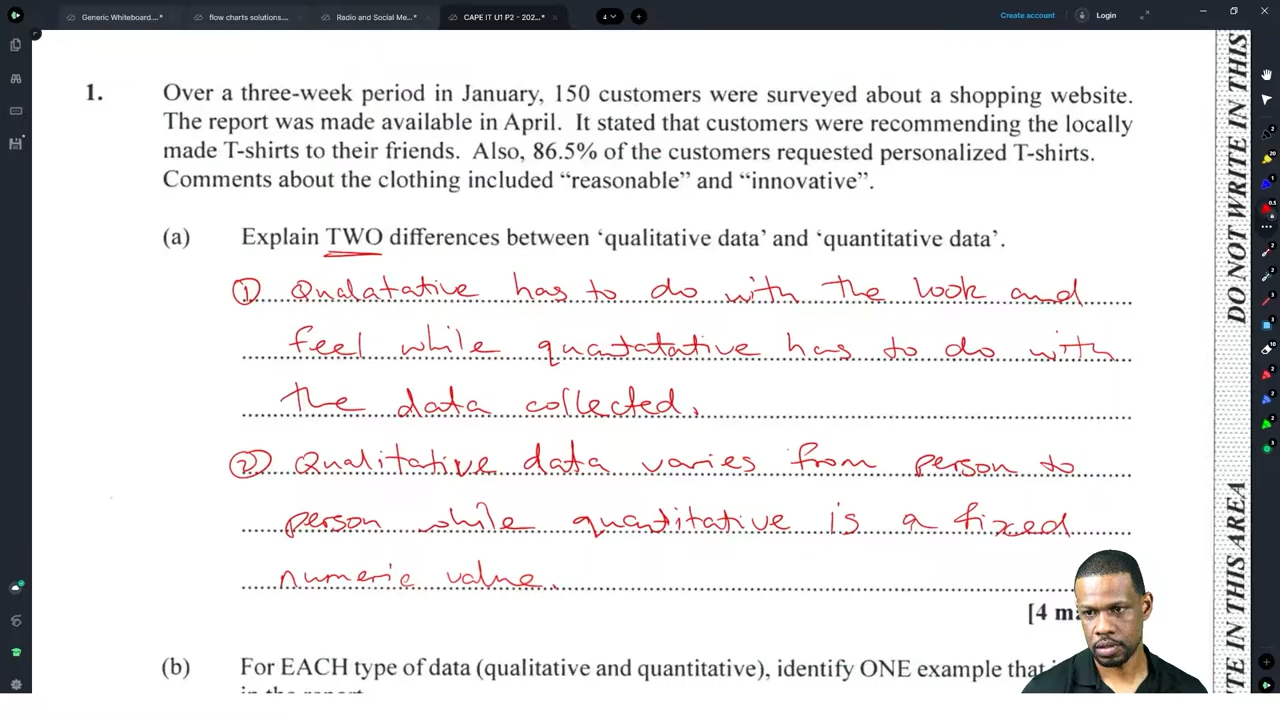 Generic Whiteboard....*
flow charts solutions....
Radio and Social Me...*
CAPE IT U1 P2 - 202...*
4
Create account
Login
1. Over a three-week period in January, 150 customers were surveyed about a shopping website.
The report was made available in April. It stated that customers were recommending the locally
made T-shirts to their friends. Also, 86.5% of the customers requested personalized T-shirts.
Comments about the clothing included “reasonable” and “innovative”.
(a) Explain TWO differences between ‘qualitative data’ and ‘quantitative data’.
① Qualatative has to do with the look and
feel while quantatative has to do with
the data collected.
② Qualitative data varies from person to
person while quantitative is a fixed
numeric value.
[4 m
(b) For EACH type of data (qualitative and quantitative), identify ONE example that
in the report
DO NOT WRITE IN THIS
TE IN THIS AREA